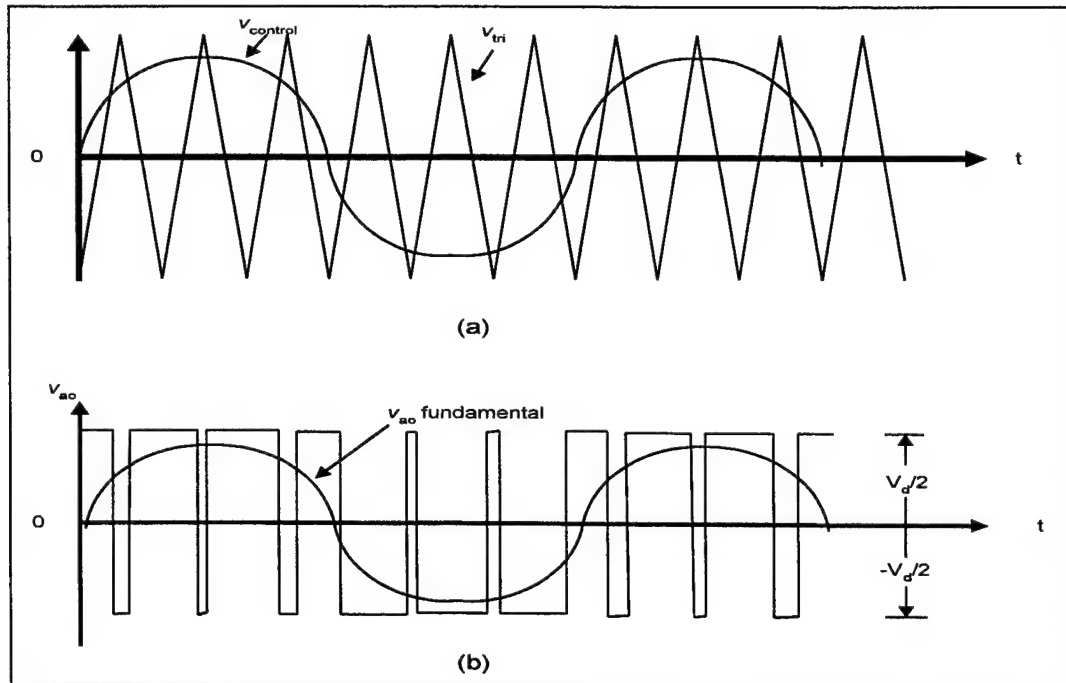 v_control
v_tri
0
t
(a)
v_ao
v_ao fundamental
0
t
V_d/2
-V_d/2
(b)